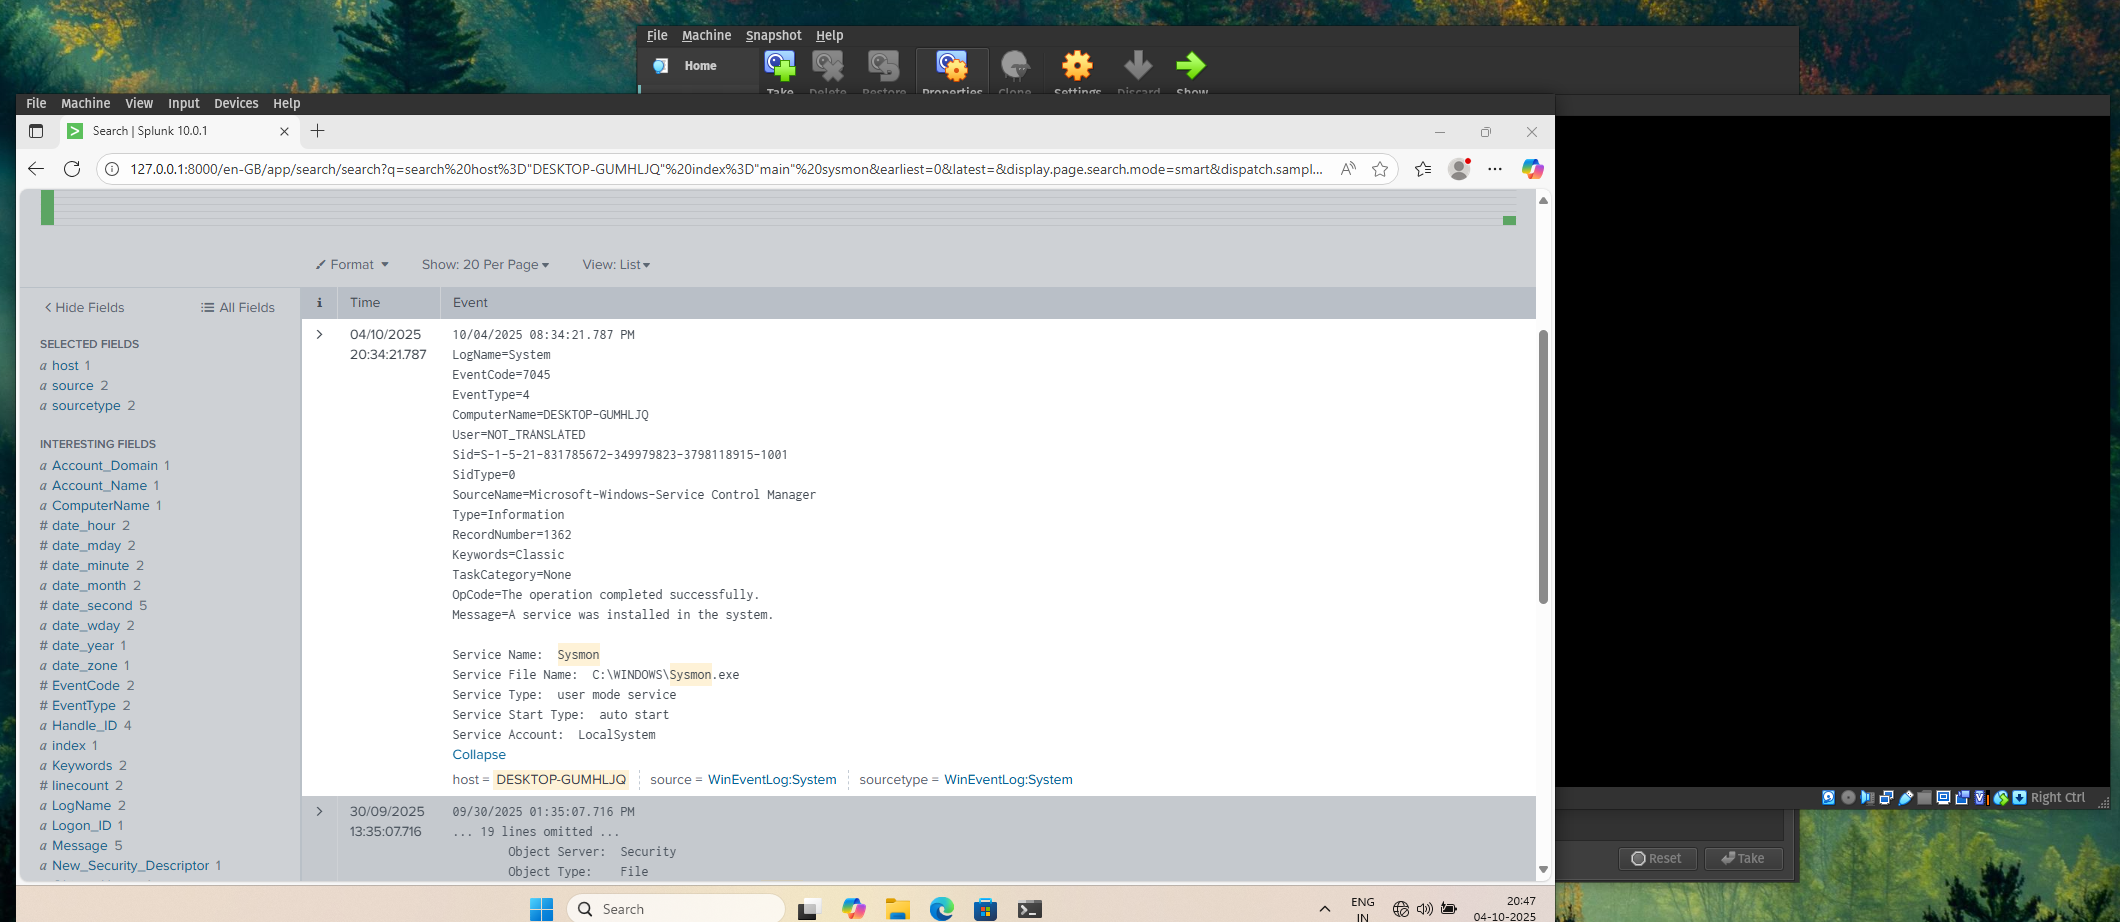 File Machine Snapshot Help
Home
Take Delete Restore Properties Clone Settings Discard Show
File Machine View Input Devices Help
Search | Splunk 10.0.1
127.0.0.1:8000/en-GB/app/search/search?q=search%20host%3D"DESKTOP-GUMHLJQ"%20index%3D"main"%20sysmon&earliest=0&latest=&display.page.search.mode=smart&dispatch.sampl...
Format Show: 20 Per Page View: List
Hide Fields All Fields
SELECTED FIELDS
a host 1
a source 2
a sourcetype 2
INTERESTING FIELDS
a Account_Domain 1
a Account_Name 1
a ComputerName 1
# date_hour 2
# date_mday 2
# date_minute 2
a date_month 2
# date_second 5
a date_wday 2
# date_year 1
a date_zone 1
# EventCode 2
# EventType 2
a Handle_ID 4
a index 1
a Keywords 2
# linecount 2
a LogName 2
a Logon_ID 1
a Message 5
a New_Security_Descriptor 1
i Time Event
04/10/2025
20:34:21.787
10/04/2025 08:34:21.787 PM
LogName=System
EventCode=7045
EventType=4
ComputerName=DESKTOP-GUMHLJQ
User=NOT_TRANSLATED
Sid=S-1-5-21-831785672-349979823-3798118915-1001
SidType=0
SourceName=Microsoft-Windows-Service Control Manager
Type=Information
RecordNumber=1362
Keywords=Classic
TaskCategory=None
OpCode=The operation completed successfully.
Message=A service was installed in the system.
Service Name: Sysmon
Service File Name: C:\WINDOWS\Sysmon.exe
Service Type: user mode service
Service Start Type: auto start
Service Account: LocalSystem
Collapse
host = DESKTOP-GUMHLJQ source = WinEventLog:System sourcetype = WinEventLog:System
30/09/2025
13:35:07.716
09/30/2025 01:35:07.716 PM
... 19 lines omitted ...
Object Server: Security
Object Type: File
Right Ctrl
Reset Take
Search
ENG
IN
20:47
04-10-2025